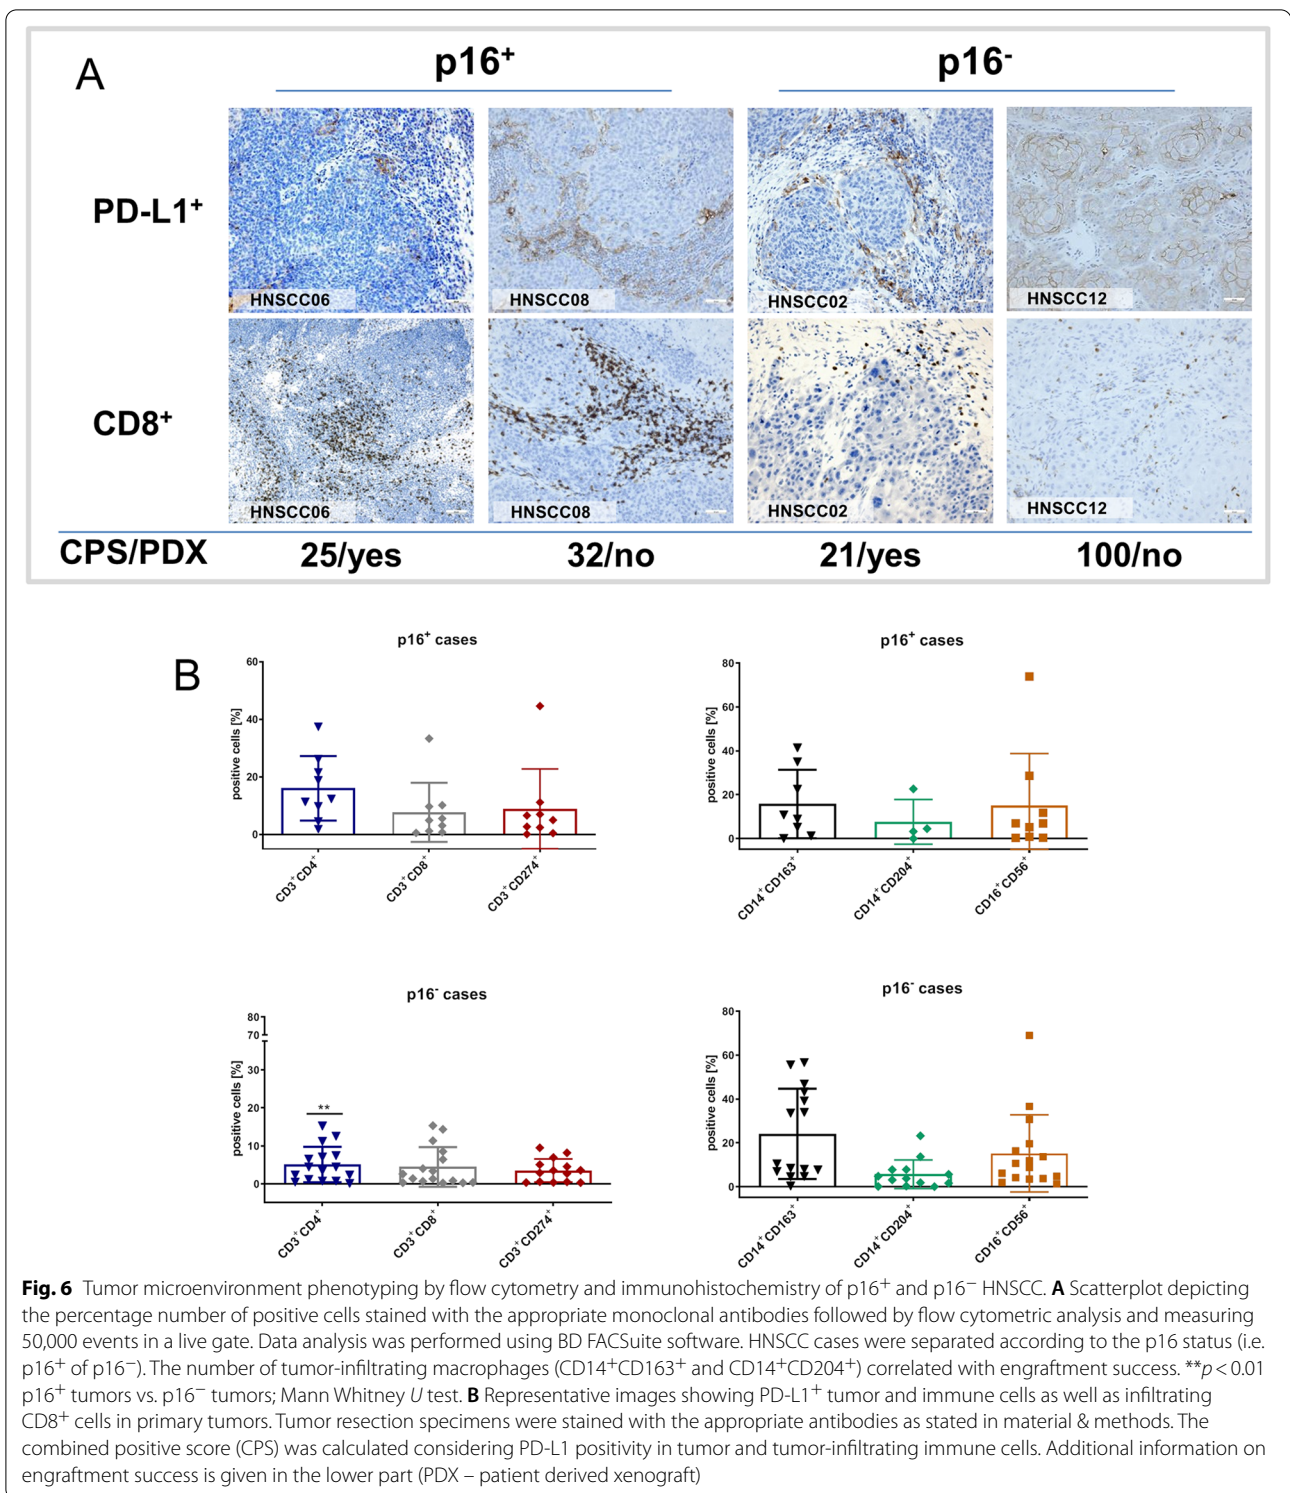 A
p16⁺
p16⁻
PD-L1⁺
HNSCC06
HNSCC08
HNSCC02
HNSCC12
CD8⁺
HNSCC06
HNSCC08
HNSCC02
HNSCC12
CPS/PDX
25/yes
32/no
21/yes
100/no
B
p16⁺ cases
positive cells [%]
60
40
20
0
CD3⁺CD4⁺
CD3⁺CD8⁺
CD3⁺CD274⁺
p16⁺ cases
positive cells [%]
80
60
40
20
0
CD14⁺CD163⁺
CD14⁺CD204⁺
CD16⁺CD56⁺
p16⁻ cases
positive cells [%]
80
70
30
20
10
0
**
CD3⁺CD4⁺
CD3⁺CD8⁺
CD3⁺CD274⁺
p16⁻ cases
positive cells [%]
80
60
40
20
0
CD14⁺CD163⁺
CD14⁺CD204⁺
CD16⁺CD56⁺
Fig. 6 Tumor microenvironment phenotyping by flow cytometry and immunohistochemistry of p16⁺ and p16⁻ HNSCC. A Scatterplot depicting
the percentage number of positive cells stained with the appropriate monoclonal antibodies followed by flow cytometric analysis and measuring
50,000 events in a live gate. Data analysis was performed using BD FACSuite software. HNSCC cases were separated according to the p16 status (i.e.
p16⁺ of p16⁻). The number of tumor-infiltrating macrophages (CD14⁺CD163⁺ and CD14⁺CD204⁺) correlated with engraftment success. **p < 0.01
p16⁺ tumors vs. p16⁻ tumors; Mann Whitney U test. B Representative images showing PD-L1⁺ tumor and immune cells as well as infiltrating
CD8⁺ cells in primary tumors. Tumor resection specimens were stained with the appropriate antibodies as stated in material & methods. The
combined positive score (CPS) was calculated considering PD-L1 positivity in tumor and tumor-infiltrating immune cells. Additional information on
engraftment success is given in the lower part (PDX – patient derived xenograft)